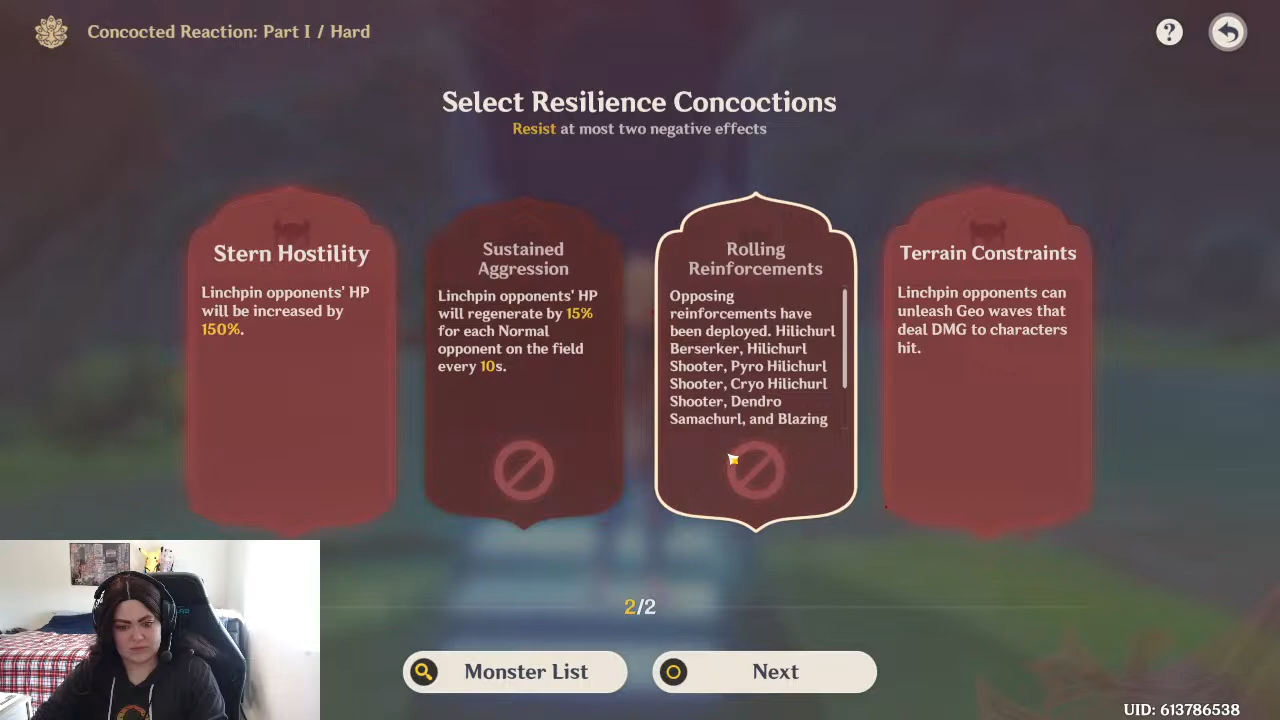 Concocted Reaction: Part I / Hard
?
Select Resilience Concoctions
Resist at most two negative effects
Stern Hostility
Linchpin opponents' HP
will be increased by
150%.
Sustained
Aggression
Linchpin opponents' HP
will regenerate by 15%
for each Normal
opponent on the field
every 10s.
Rolling
Reinforcements
Opposing
reinforcements have
been deployed. Hilichurl
Berserker, Hilichurl
Shooter, Pyro Hilichurl
Shooter, Cryo Hilichurl
Shooter, Dendro
Samachurl, and Blazing
Terrain Constraints
Linchpin opponents can
unleash Geo waves that
deal DMG to characters
hit.
2/2
Monster List
Next
UID: 613786538